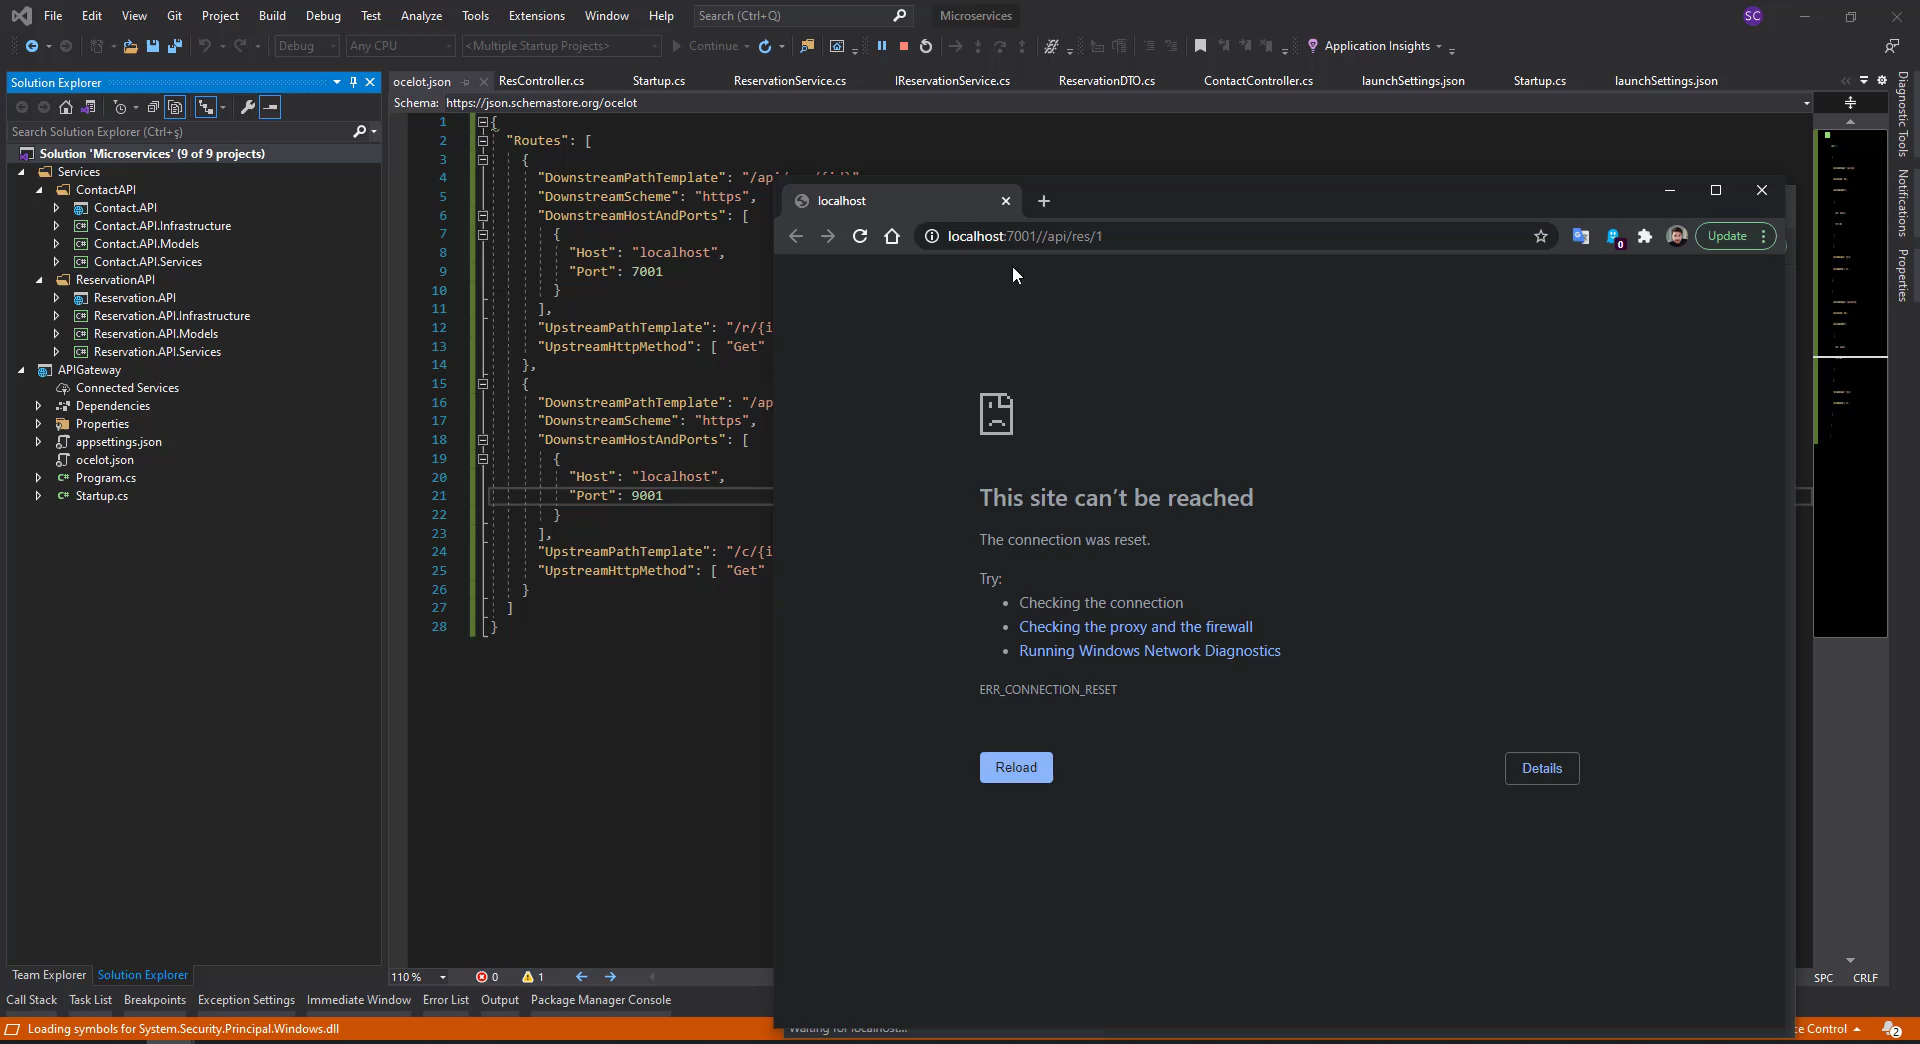 File Edit View Git Project Build Debug Test Analyze Tools Extensions Window Help Search (Ctrl+Q) Microservices SC
Debug Any CPU <Multiple Startup Projects> Continue Application Insights
Solution Explorer
Search Solution Explorer (Ctrl+ş)
Solution 'Microservices' (9 of 9 projects)
Services
ContactAPI
Contact.API
Contact.API.Infrastructure
Contact.API.Models
Contact.API.Services
ReservationAPI
Reservation.API
Reservation.API.Infrastructure
Reservation.API.Models
Reservation.API.Services
APIGateway
Connected Services
Dependencies
Properties
appsettings.json
ocelot.json
Program.cs
Startup.cs
Team Explorer Solution Explorer
ocelot.json ResController.cs Startup.cs ReservationService.cs IReservationService.cs ReservationDTO.cs ContactController.cs launchSettings.json Startup.cs launchSettings.json
Schema: https://json.schemastore.org/ocelot
1 {
2 "Routes": [
3 {
4 "DownstreamPathTemplate": "/api
5 "DownstreamScheme": "https",
6 "DownstreamHostAndPorts": [
7 {
8 "Host": "localhost",
9 "Port": 7001
10 }
11 ],
12 "UpstreamPathTemplate": "/r/{i
13 "UpstreamHttpMethod": [ "Get"
14 },
15 {
16 "DownstreamPathTemplate": "/ap
17 "DownstreamScheme": "https",
18 "DownstreamHostAndPorts": [
19 {
20 "Host": "localhost",
21 "Port": 9001
22 }
23 ],
24 "UpstreamPathTemplate": "/c/{i
25 "UpstreamHttpMethod": [ "Get"
26 }
27 ]
28 }
localhost
localhost:7001//api/res/1
0
Update
This site can't be reached
The connection was reset.
Try:
Checking the connection
Checking the proxy and the firewall
Running Windows Network Diagnostics
ERR_CONNECTION_RESET
Reload Details
Diagnostic Tools
Notifications
Properties
110 % 0 1
SPC CRLF
Call Stack Task List Breakpoints Exception Settings Immediate Window Error List Output Package Manager Console
Loading symbols for System.Security.Principal.Windows.dll
Waiting for localhost...
ce Control 2